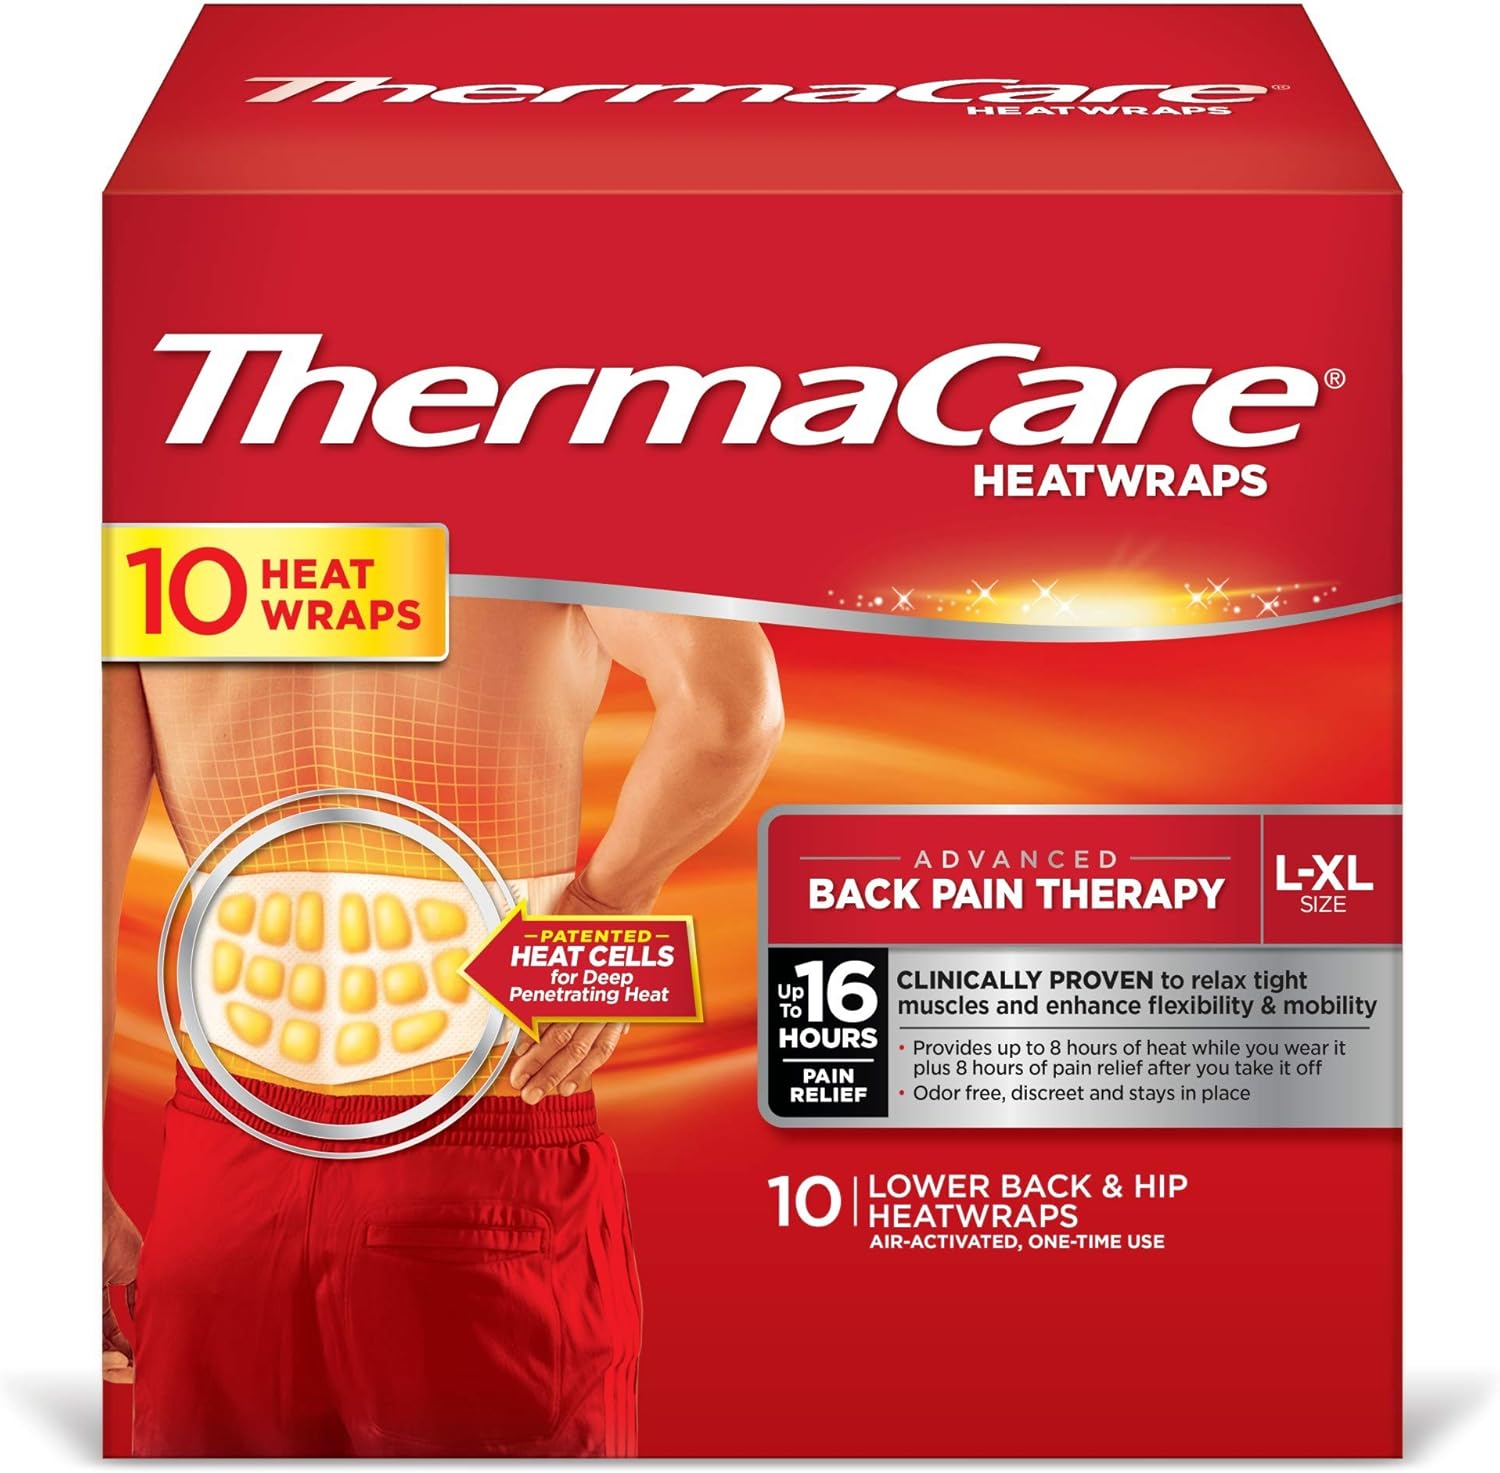 ThermaCare®
HEATWRAPS
ThermaCare®
HEATWRAPS
10 HEAT
WRAPS
PATENTED
HEAT CELLS
for Deep
Penetrating Heat
ADVANCED
BACK PAIN THERAPY
L-XL
SIZE
Up
To 16
HOURS
PAIN
RELIEF
CLINICALLY PROVEN to relax tight
muscles and enhance flexibility & mobility
• Provides up to 8 hours of heat while you wear it
plus 8 hours of pain relief after you take it off
• Odor free, discreet and stays in place
10 LOWER BACK & HIP
HEATWRAPS
AIR-ACTIVATED, ONE-TIME USE